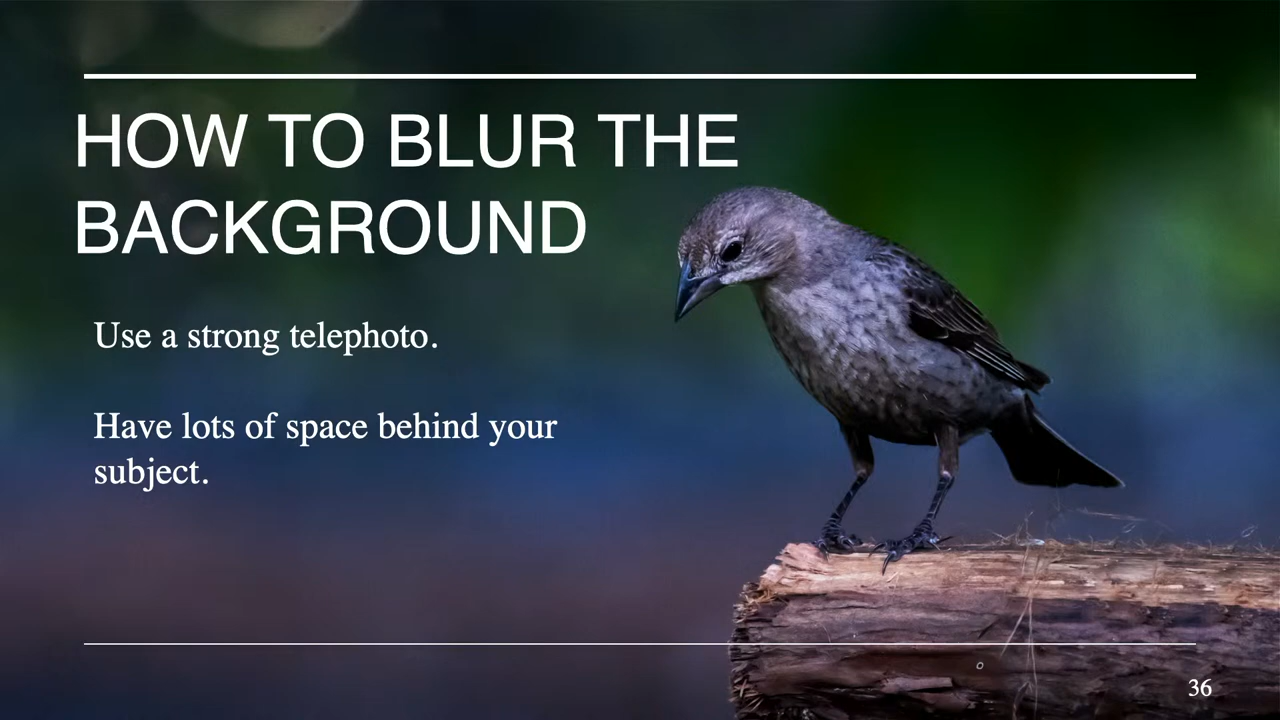 HOW TO BLUR THE
BACKGROUND
Use a strong telephoto.
Have lots of space behind your
subject.
36